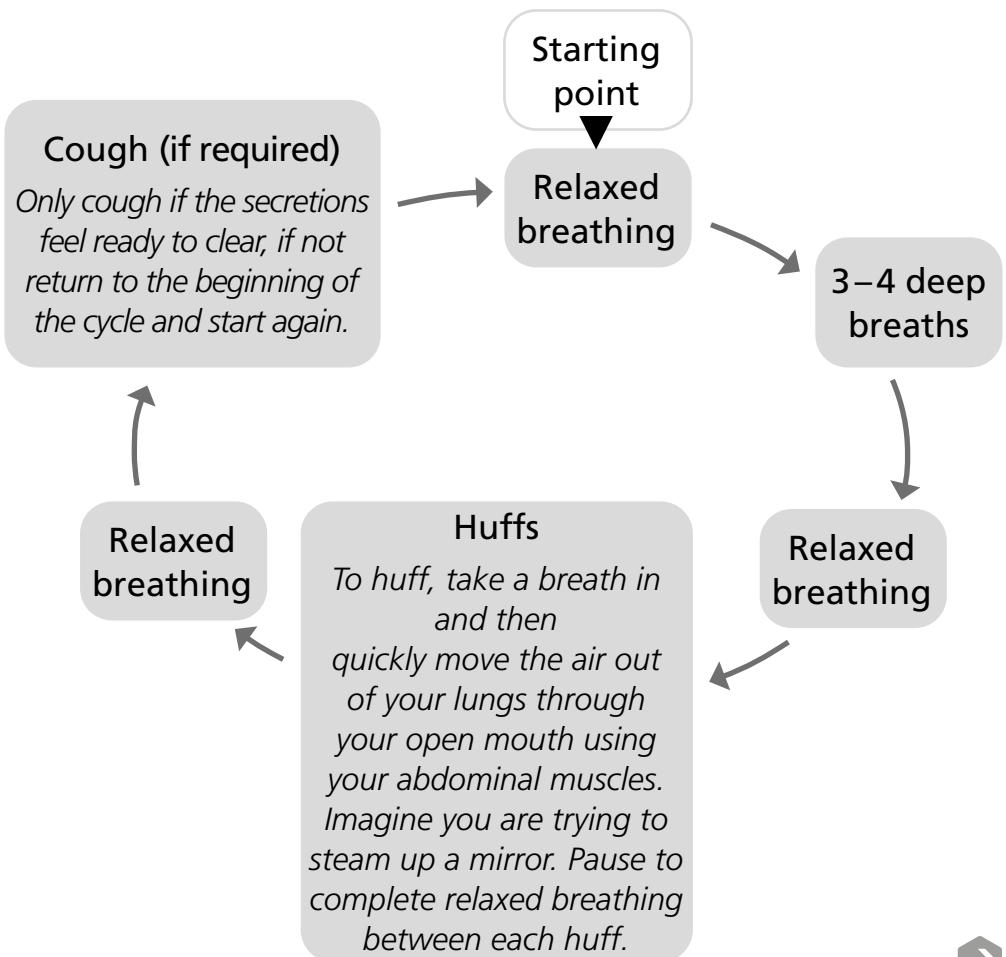 Starting
point
Relaxed
breathing
3–4 deep
breaths
Relaxed
breathing
Huffs
To huff, take a breath in
and then
quickly move the air out
of your lungs through
your open mouth using
your abdominal muscles.
Imagine you are trying to
steam up a mirror. Pause to
complete relaxed breathing
between each huff.
Relaxed
breathing
Cough (if required)
Only cough if the secretions
feel ready to clear, if not
return to the beginning of
the cycle and start again.